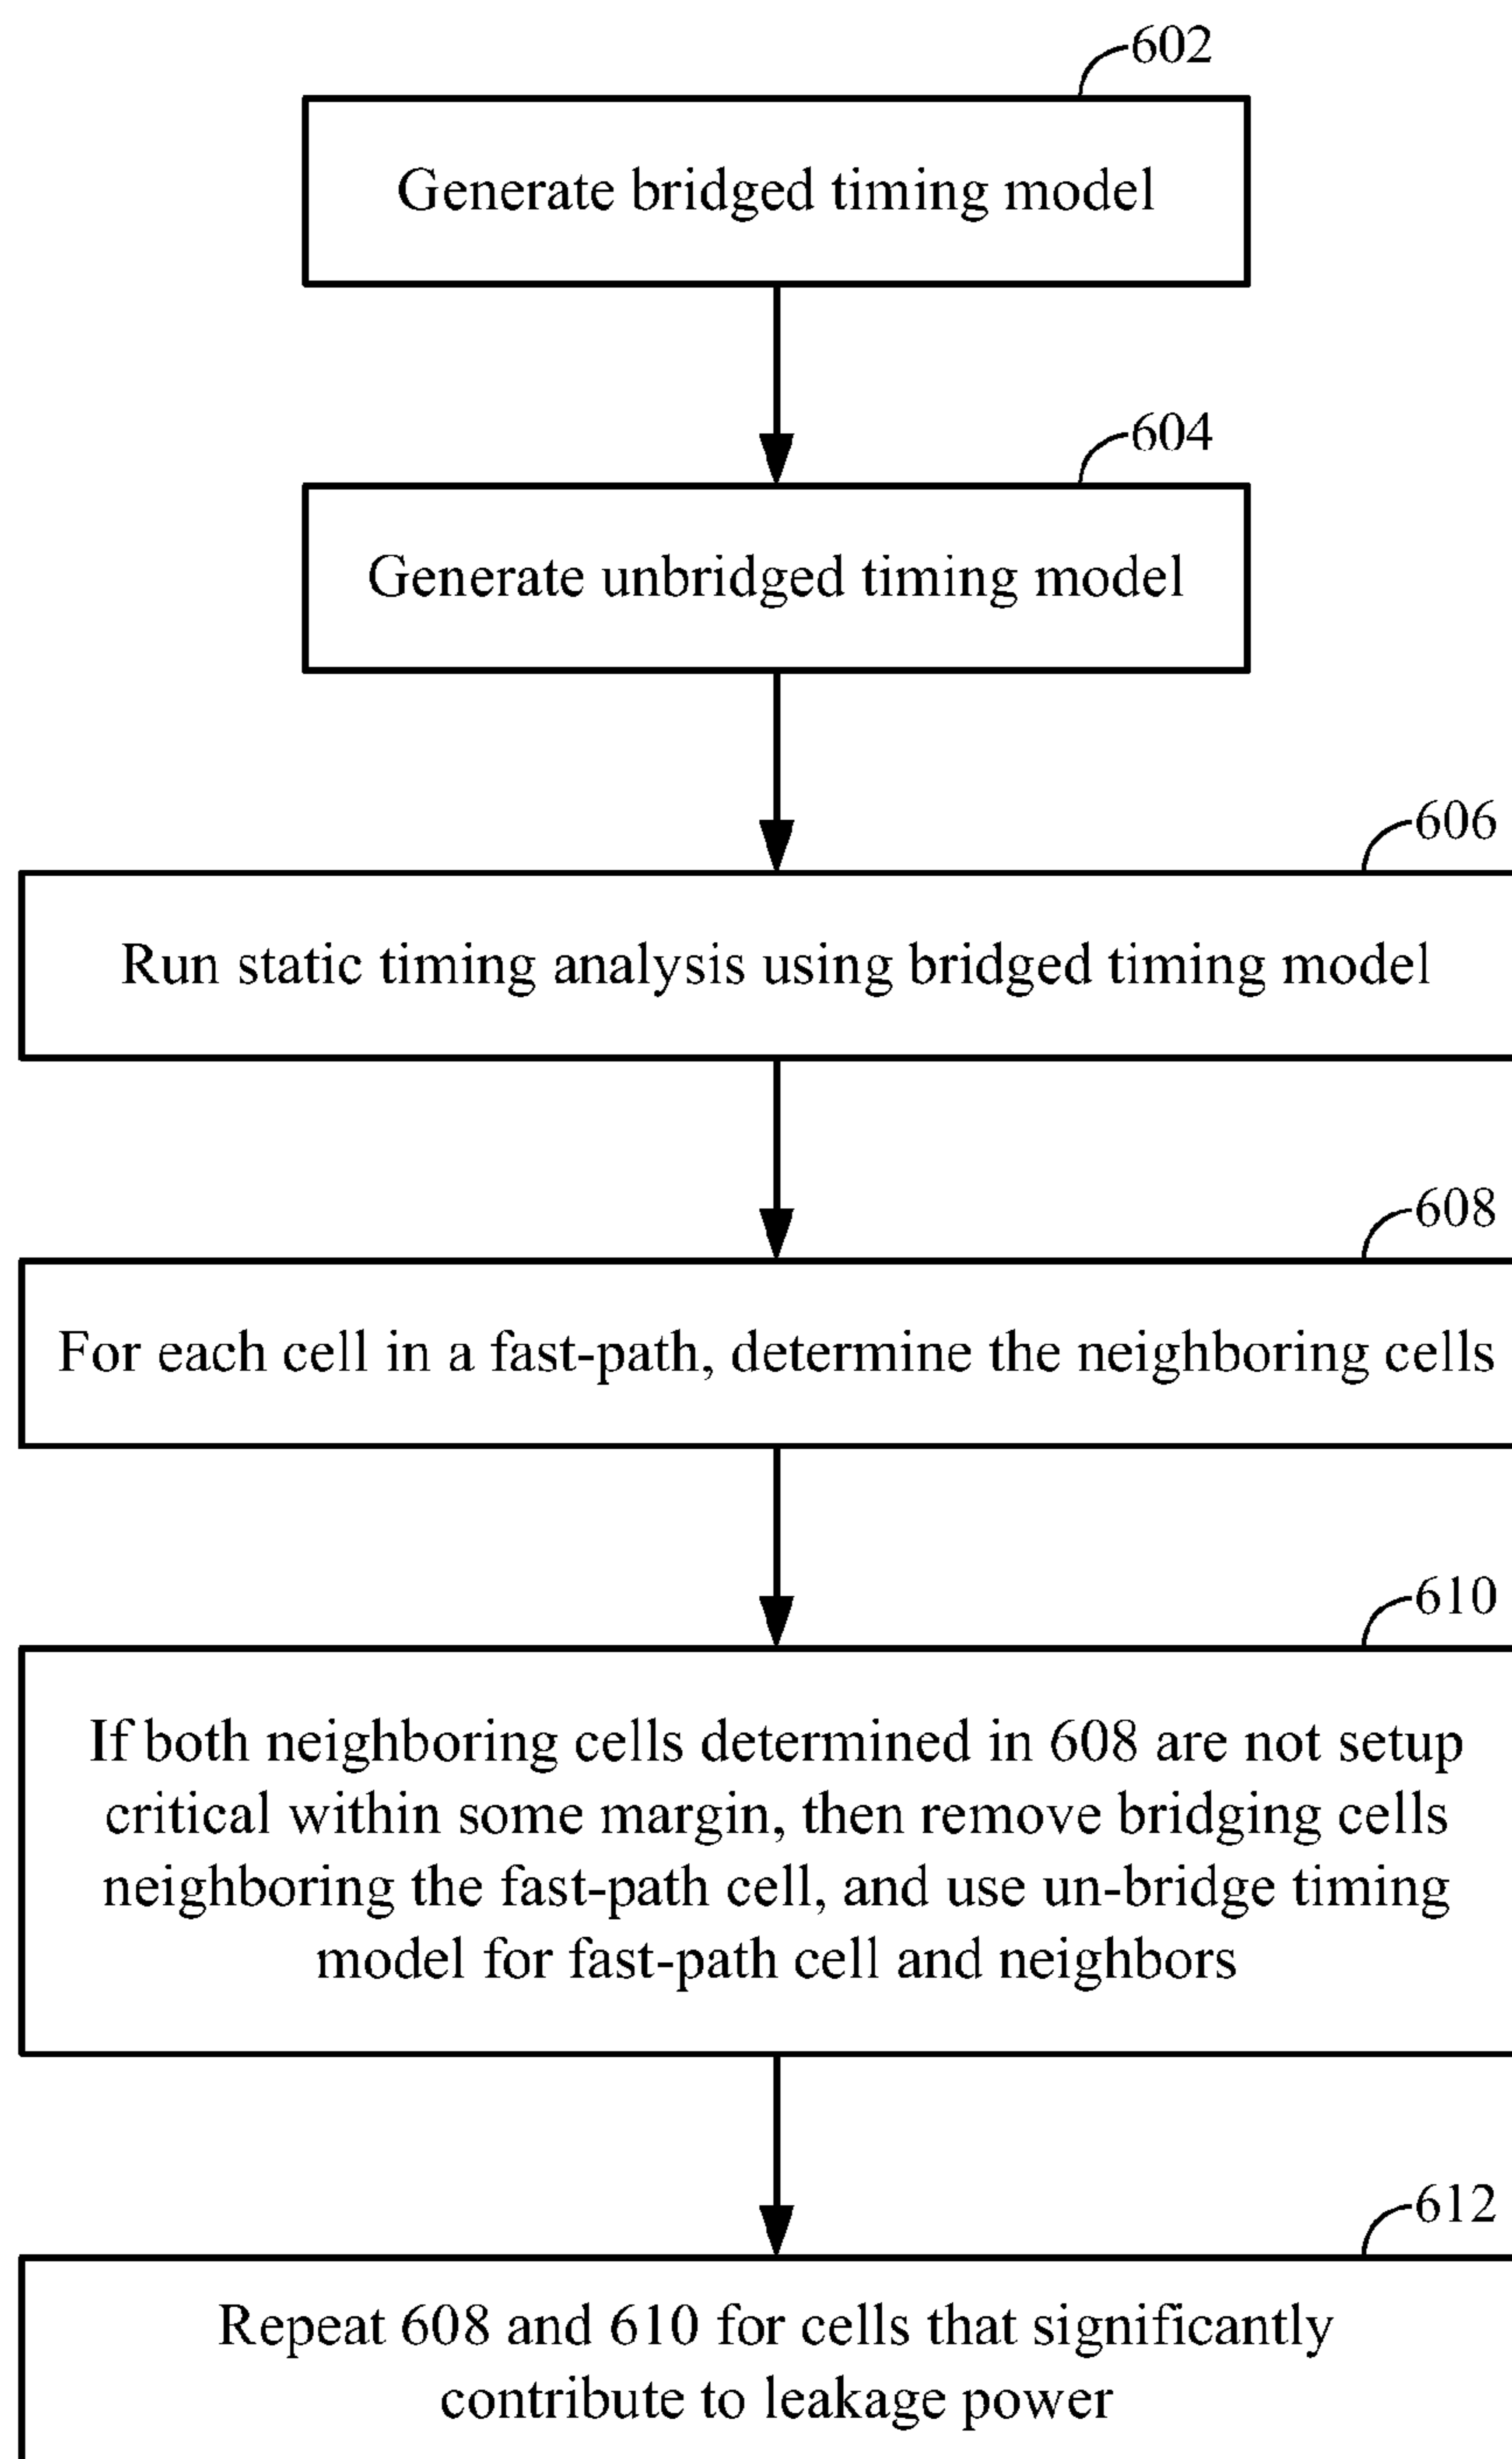 602
Generate bridged timing model
604
Generate unbridged timing model
606
Run static timing analysis using bridged timing model
608
For each cell in a fast-path, determine the neighboring cells
610
If both neighboring cells determined in 608 are not setup
critical within some margin, then remove bridging cells
neighboring the fast-path cell, and use un-bridge timing
model for fast-path cell and neighbors
612
Repeat 608 and 610 for cells that significantly
contribute to leakage power